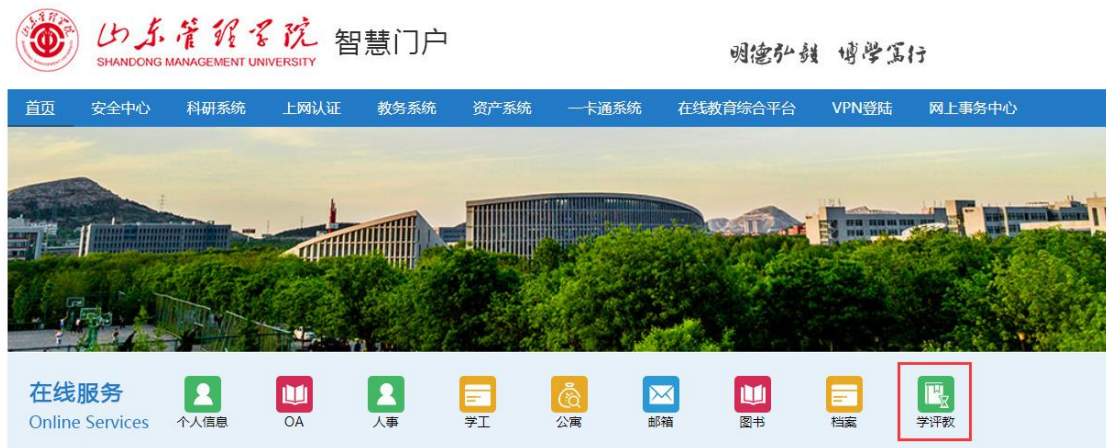 山东管理学院 智慧门户
SHANDONG MANAGEMENT UNIVERSITY
明德弘毅 博学笃行
首页 安全中心 科研系统 上网认证 教务系统 资产系统 一卡通系统 在线教育综合平台 VPN登陆 网上事务中心
在线服务
Online Services
个人信息 OA 人事 学工 公寓 邮箱 图书 档案 学评教